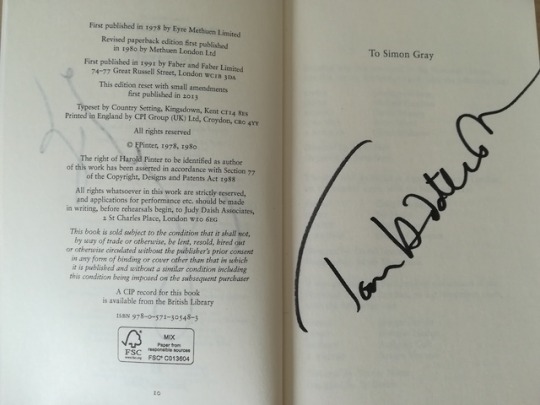 First published in 1978 by Eyre Methuen Limited
Revised paperback edition first published
in 1980 by Methuen London Ltd
First published in 1991 by Faber and Faber Limited
74–77 Great Russell Street, London WC1B 3DA
This edition reset with small amendments
first published in 2013
Typeset by Country Setting, Kingsdown, Kent CT14 8ES
Printed in England by CPI Group (UK) Ltd, Croydon, CR0 4YY
All rights reserved
© FPinter, 1978, 1980
The right of Harold Pinter to be identified as author
of this work has been asserted in accordance with Section 77
of the Copyright, Designs and Patents Act 1988
All rights whatsoever in this work are strictly reserved,
and applications for performance etc. should be made
in writing, before rehearsals begin, to Judy Daish Associates,
2 St Charles Place, London W10 6EG
This book is sold subject to the condition that it shall not,
by way of trade or otherwise, be lent, resold, hired out
or otherwise circulated without the publisher's prior consent
in any form of binding or cover other than that in which
it is published and without a similar condition including
this condition being imposed on the subsequent purchaser
A CIP record for this book
is available from the British Library
ISBN 978-0-571-30548-3
FSC
www.fsc.org
MIX
Paper from
responsible sources
FSC® C013604
10
To Simon Gray
Tom